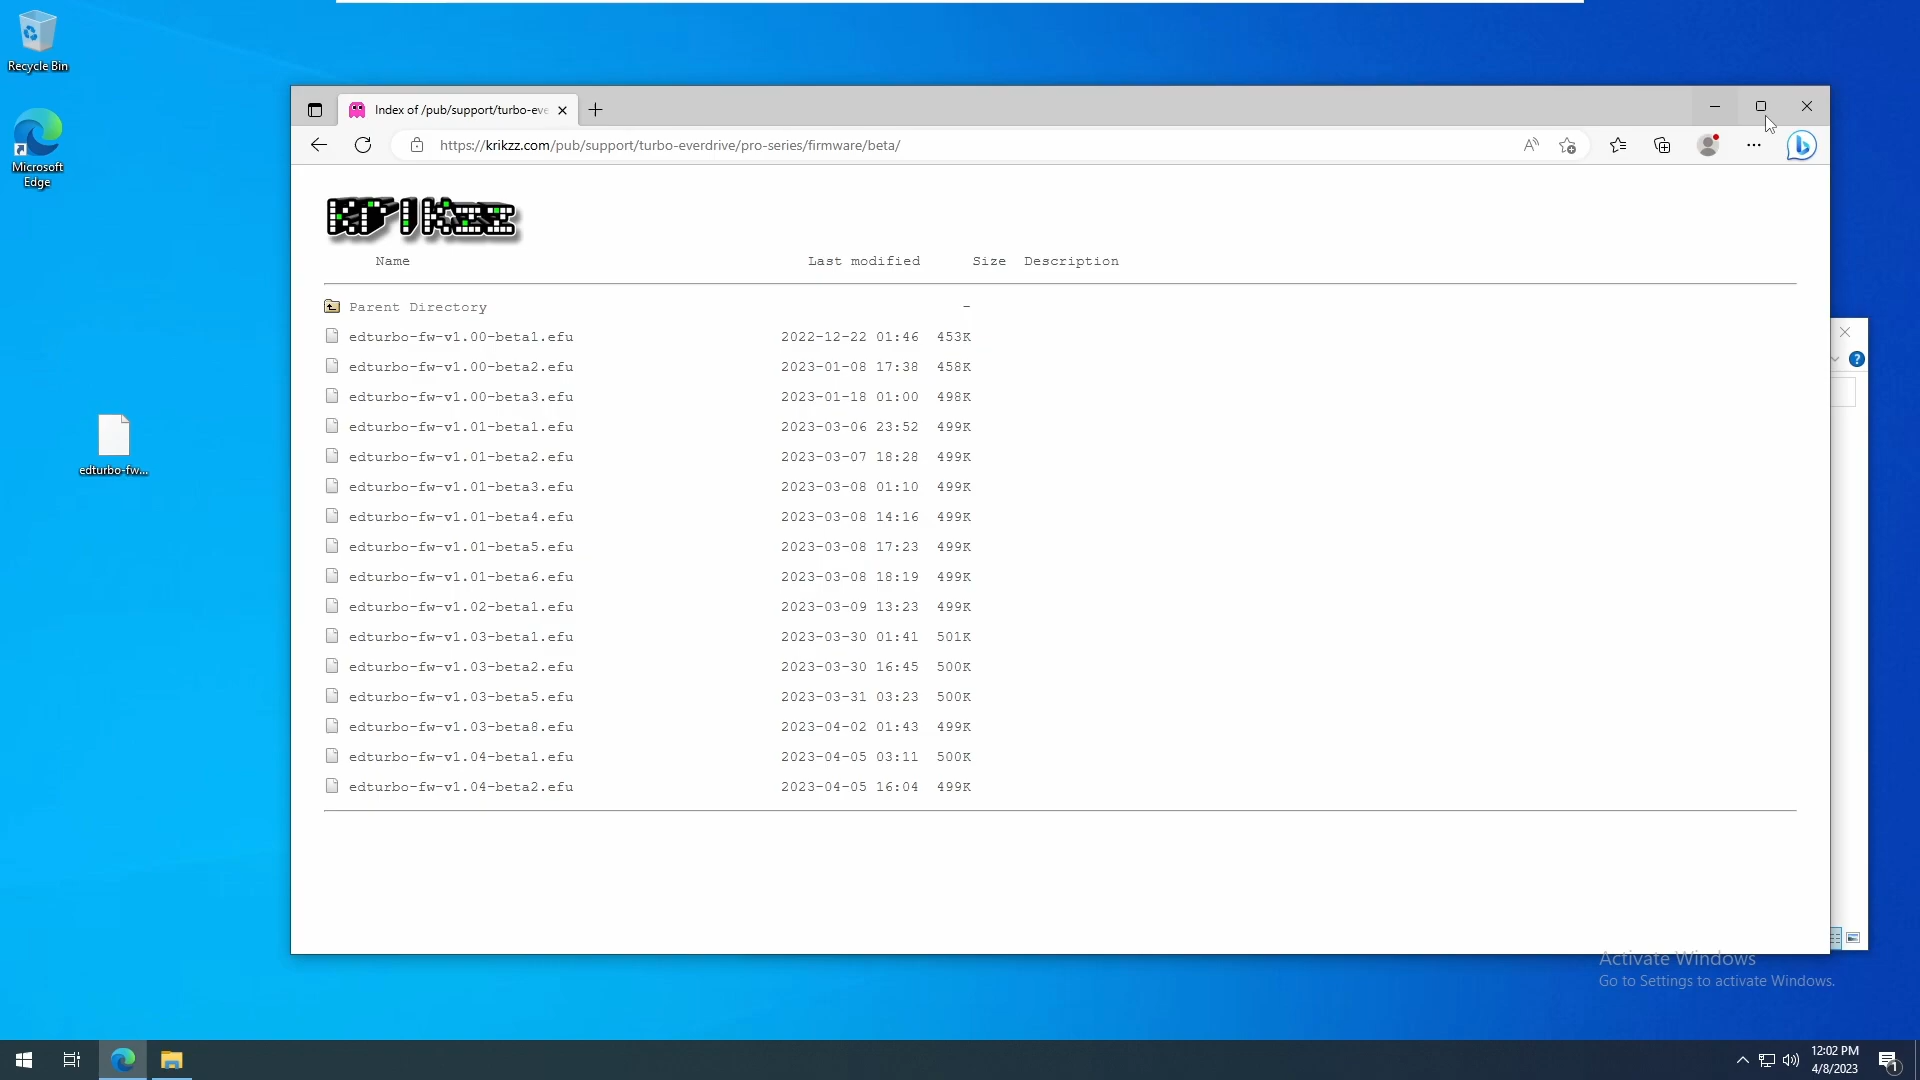 Recycle Bin
Microsoft
Edge
edturbo-fw...
Index of /pub/support/turbo-eve
https://krikzz.com/pub/support/turbo-everdrive/pro-series/firmware/beta/
krikzz
Name Last modified Size Description
Parent Directory -
edturbo-fw-v1.00-beta1.efu 2022-12-22 01:46 453K
edturbo-fw-v1.00-beta2.efu 2023-01-08 17:38 458K
edturbo-fw-v1.00-beta3.efu 2023-01-18 01:00 498K
edturbo-fw-v1.01-beta1.efu 2023-03-06 23:52 499K
edturbo-fw-v1.01-beta2.efu 2023-03-07 18:28 499K
edturbo-fw-v1.01-beta3.efu 2023-03-08 01:10 499K
edturbo-fw-v1.01-beta4.efu 2023-03-08 14:16 499K
edturbo-fw-v1.01-beta5.efu 2023-03-08 17:23 499K
edturbo-fw-v1.01-beta6.efu 2023-03-08 18:19 499K
edturbo-fw-v1.02-beta1.efu 2023-03-09 13:23 499K
edturbo-fw-v1.03-beta1.efu 2023-03-30 01:41 501K
edturbo-fw-v1.03-beta2.efu 2023-03-30 16:45 500K
edturbo-fw-v1.03-beta5.efu 2023-03-31 03:23 500K
edturbo-fw-v1.03-beta8.efu 2023-04-02 01:43 499K
edturbo-fw-v1.04-beta1.efu 2023-04-05 03:11 500K
edturbo-fw-v1.04-beta2.efu 2023-04-05 16:04 499K
Activate Windows
Go to Settings to activate Windows.
12:02 PM
4/8/2023
1